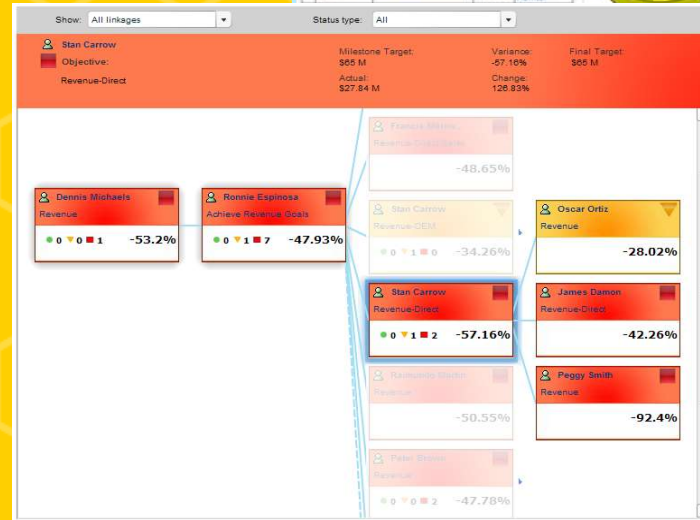 Show: All linkages Status type: All
Stan Carrow
Objective:
Revenue-Direct
Milestone Target:
$65 M
Actual:
$27.84 M
Variance:
-57.16%
Change:
126.83%
Final Target:
$65 M
Dennis Michaels
Revenue
0 0 1 -53.2%
Ronnie Espinosa
Achieve Revenue Goals
0 1 7 -47.93%
-48.65%
Stan Carrow
Revenue-OEM
0 1 0 -34.26%
Stan Carrow
Revenue-Direct
0 1 2 -57.16%
Revenue
-50.55%
Peter Brown
Revenue
0 0 2 -47.78%
Oscar Ortiz
Revenue
-28.02%
James Damon
Revenue-Direct
-42.26%
Peggy Smith
Revenue
-92.4%